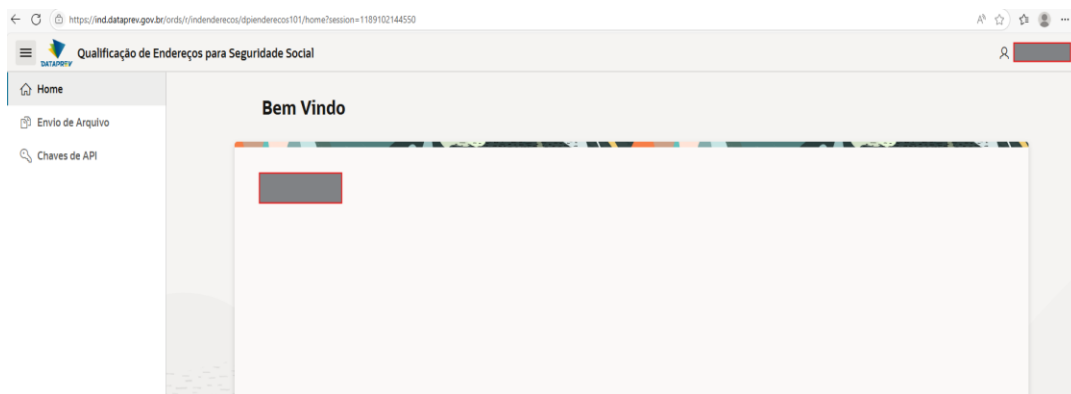 https://ind.dataprev.gov.br/ords/r/indenderecos/dpienderecos101/home?session=1189102144550
DATAPREV Qualificação de Endereços para Seguridade Social
Home
Bem Vindo
Envio de Arquivo
Chaves de API